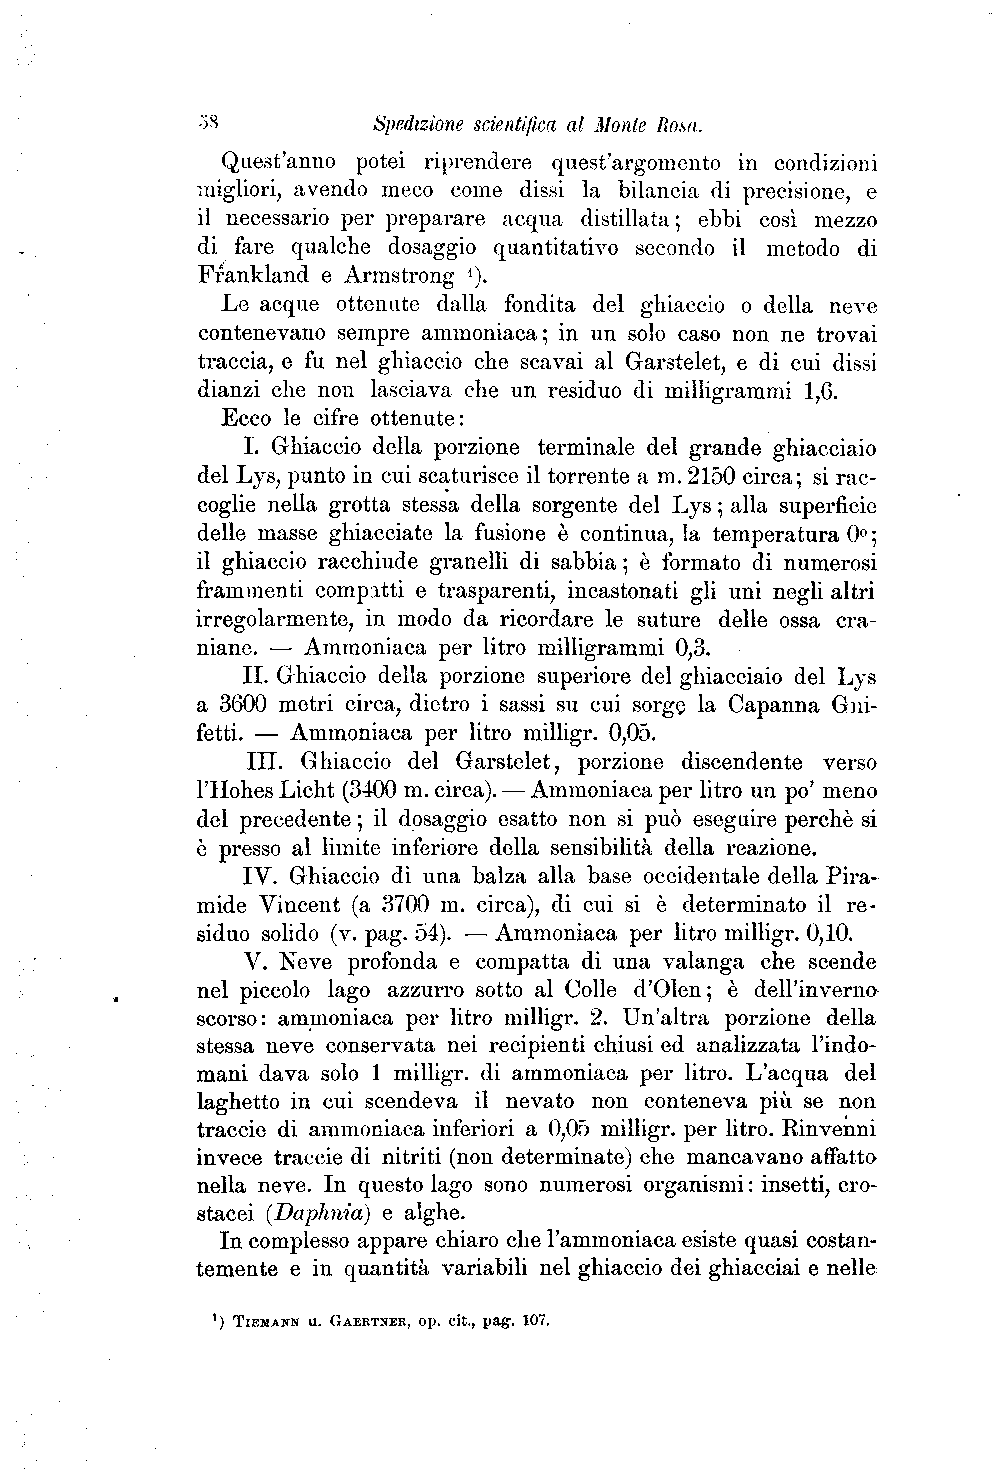 58 Spedizione scientifica al Monte Rosa.
Quest'anno potei riprendere quest'argomento in condizioni
migliori, avendo meco come dissi la bilancia di precisione, e
il necessario per preparare acqua distillata; ebbi così mezzo
di fare qualche dosaggio quantitativo secondo il metodo di
Frankland e Armstrong ¹).
Le acque ottenute dalla fondita del ghiaccio o della neve
contenevano sempre ammoniaca; in un solo caso non ne trovai
traccia, e fu nel ghiaccio che scavai al Garstelet, e di cui dissi
dianzi che non lasciava che un residuo di milligrammi 1,6.
Ecco le cifre ottenute:
I. Ghiaccio della porzione terminale del grande ghiacciaio
del Lys, punto in cui scaturisce il torrente a m. 2150 circa; si rac-
coglie nella grotta stessa della sorgente del Lys; alla superficie
delle masse ghiacciate la fusione è continua, la temperatura 0º;
il ghiaccio racchiude granelli di sabbia; è formato di numerosi
frammenti compatti e trasparenti, incastonati gli uni negli altri
irregolarmente, in modo da ricordare le suture delle ossa cra-
niane. — Ammoniaca per litro milligrammi 0,3.
II. Ghiaccio della porzione superiore del ghiacciaio del Lys
a 3600 metri circa, dietro i sassi su cui sorge la Capanna Gni-
fetti. — Ammoniaca per litro milligr. 0,05.
III. Ghiaccio del Garstelet, porzione discendente verso
l'Hohes Licht (3400 m. circa). — Ammoniaca per litro un po' meno
del precedente; il dosaggio esatto non si può eseguire perchè si
è presso al limite inferiore della sensibilità della reazione.
IV. Ghiaccio di una balza alla base occidentale della Pira-
mide Vincent (a 3700 m. circa), di cui si è determinato il re-
siduo solido (v. pag. 54). — Ammoniaca per litro milligr. 0,10.
V. Neve profonda e compatta di una valanga che scende
nel piccolo lago azzurro sotto al Colle d'Olen; è dell'inverno
scorso: ammoniaca per litro milligr. 2. Un'altra porzione della
stessa neve conservata nei recipienti chiusi ed analizzata l'indo-
mani dava solo 1 milligr. di ammoniaca per litro. L'acqua del
laghetto in cui scendeva il nevato non conteneva più se non
traccie di ammoniaca inferiori a 0,05 milligr. per litro. Rinvenni
invece traccie di nitriti (non determinate) che mancavano affatto
nella neve. In questo lago sono numerosi organismi: insetti, cro-
stacei (Daphnia) e alghe.
In complesso appare chiaro che l'ammoniaca esiste quasi costan-
temente e in quantità variabili nel ghiaccio dei ghiacciai e nelle
¹) TIEMANN u. GAERTNER, op. cit., pag. 107.